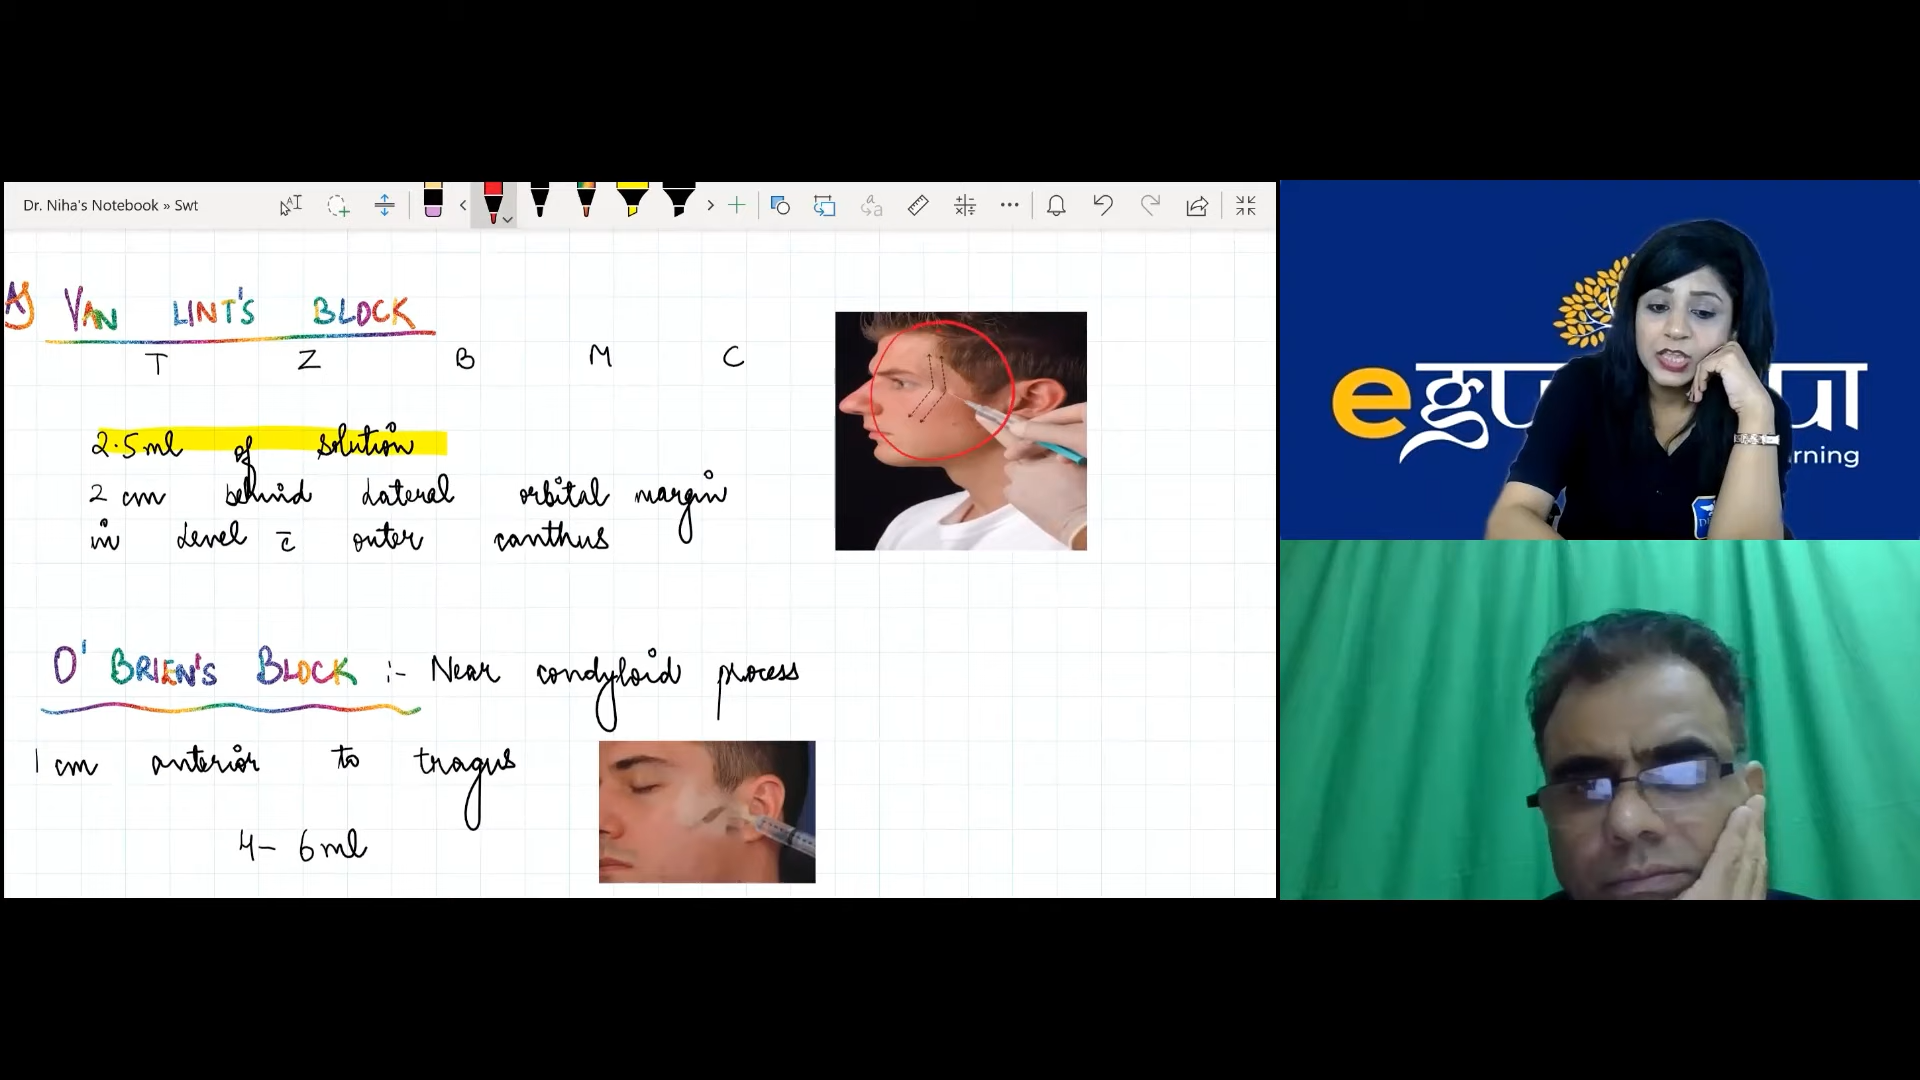 Dr. Niha's Notebook » Swt
A) VAN LINT'S BLOCK
T Z B M C
2.5ml of solution
2 cm behind lateral orbital margin
in level c̄ outer canthus
O'BRIEN'S BLOCK :- Near condyloid process
1 cm anterior to tragus
4- 6ml